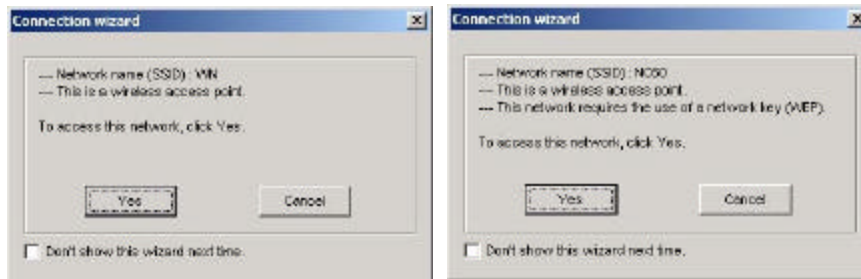 Connection wizard
--- Network name (SSID) : WN
--- This is a wireless access point.
To access this network, click Yes.
Yes
Cancel
Don't show this wizard next time.
Connection wizard
--- Network name (SSID) : NC60
--- This is a wireless access point.
--- This network requires the use of a network key (WEP).
To access this network, click Yes.
Yes
Cancel
Don't show this wizard next time.